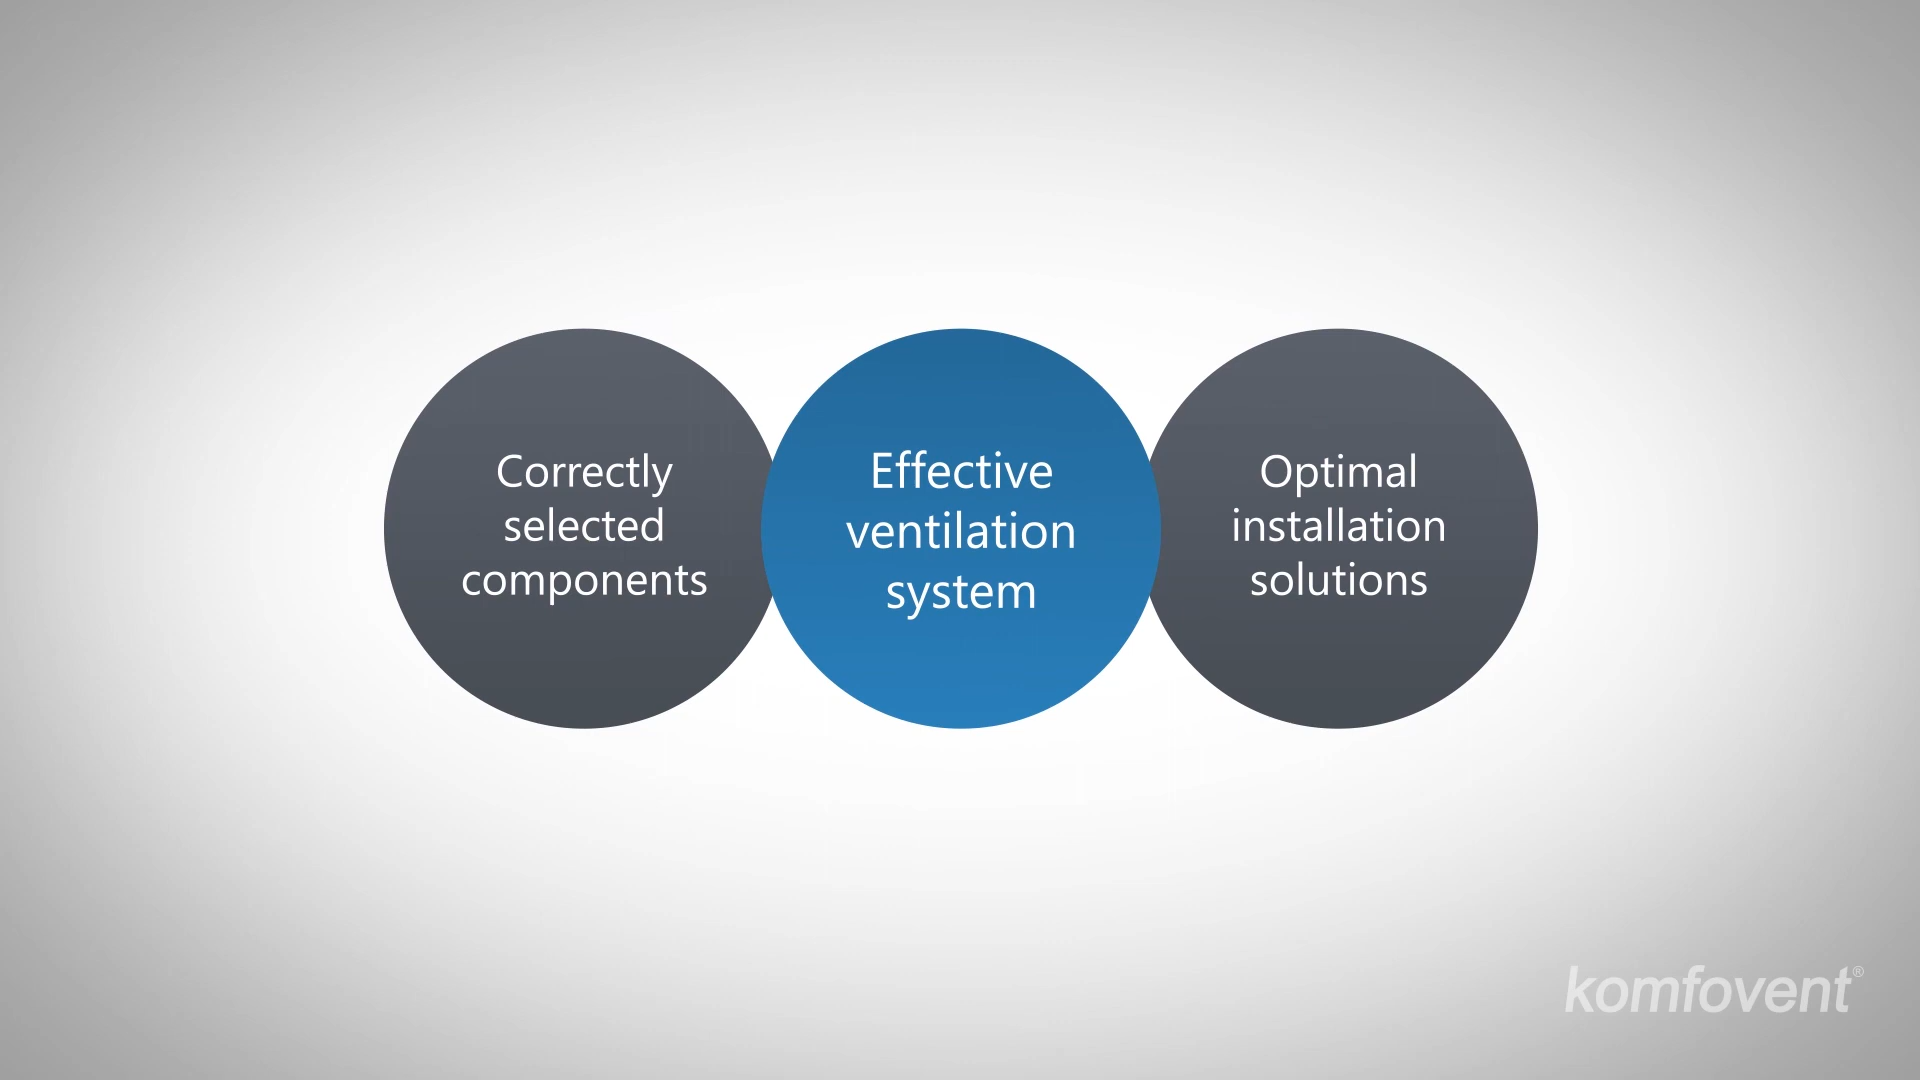 Correctly
selected
components
Effective
ventilation
system
Optimal
installation
solutions
komfovent®